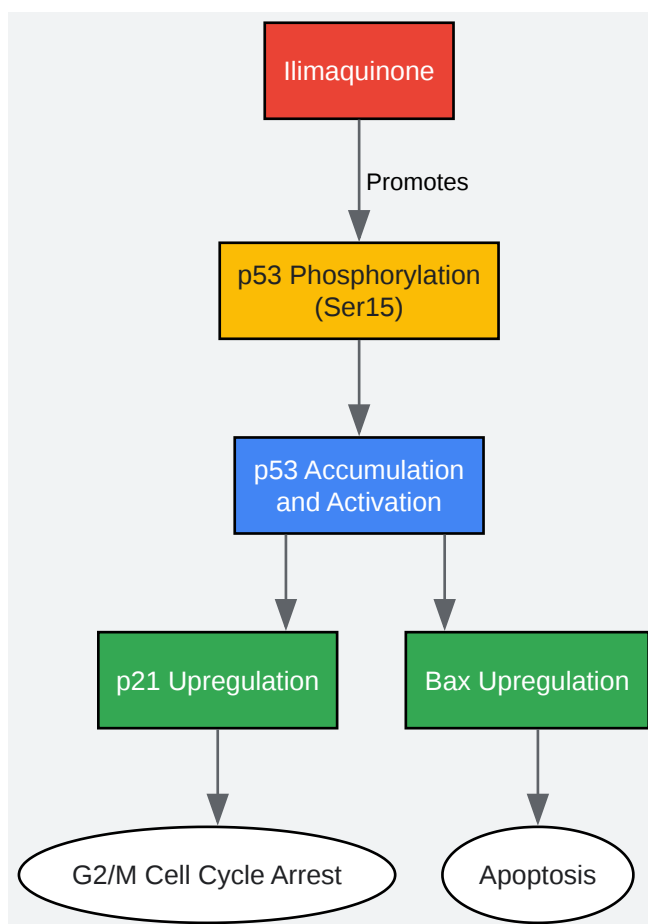 Ilimaquinone
Promotes
p53 Phosphorylation
(Ser15)
p53 Accumulation
and Activation
p21 Upregulation
Bax Upregulation
G2/M Cell Cycle Arrest
Apoptosis